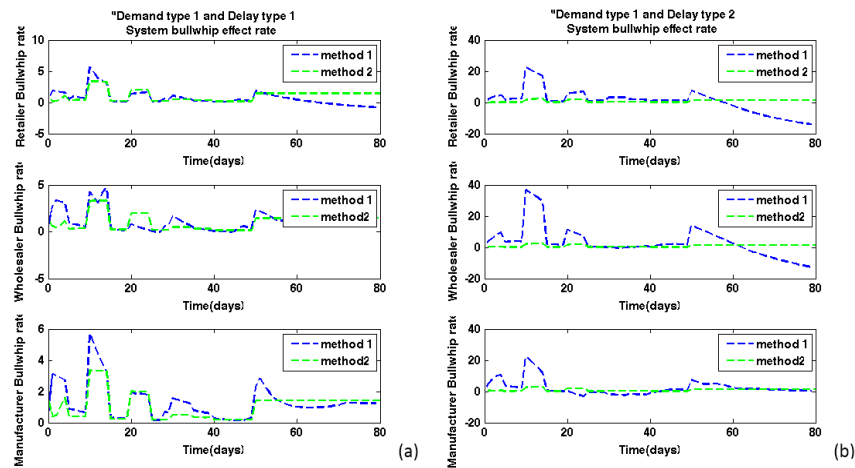 "Demand type 1 and Delay type 1
System bullwhip effect rate
Retailer Bullwhip rate
10
5
0
-5
0 20 40 60 80
Time(days)
method 1
method 2
Wholesaler Bullwhip rate
5
0
-5
0 20 40 60 80
Time(days)
method 1
method2
Manufacturer Bullwhip rate
6
4
2
0
0 20 40 60 80
Time(days)
method 1
method2
(a)
"Demand type 1 and Delay type 2
System bullwhip effect rate
Retailer Bullwhip rate
40
20
0
-20
0 20 40 60 80
Time(days)
method 1
method 2
Wholesaler Bullwhip rate
40
20
0
-20
0 20 40 60 80
Time(days)
method 1
method2
Manufacturer Bullwhip rate
40
20
0
-20
0 20 40 60 80
Time(days)
method 1
method2
(b)